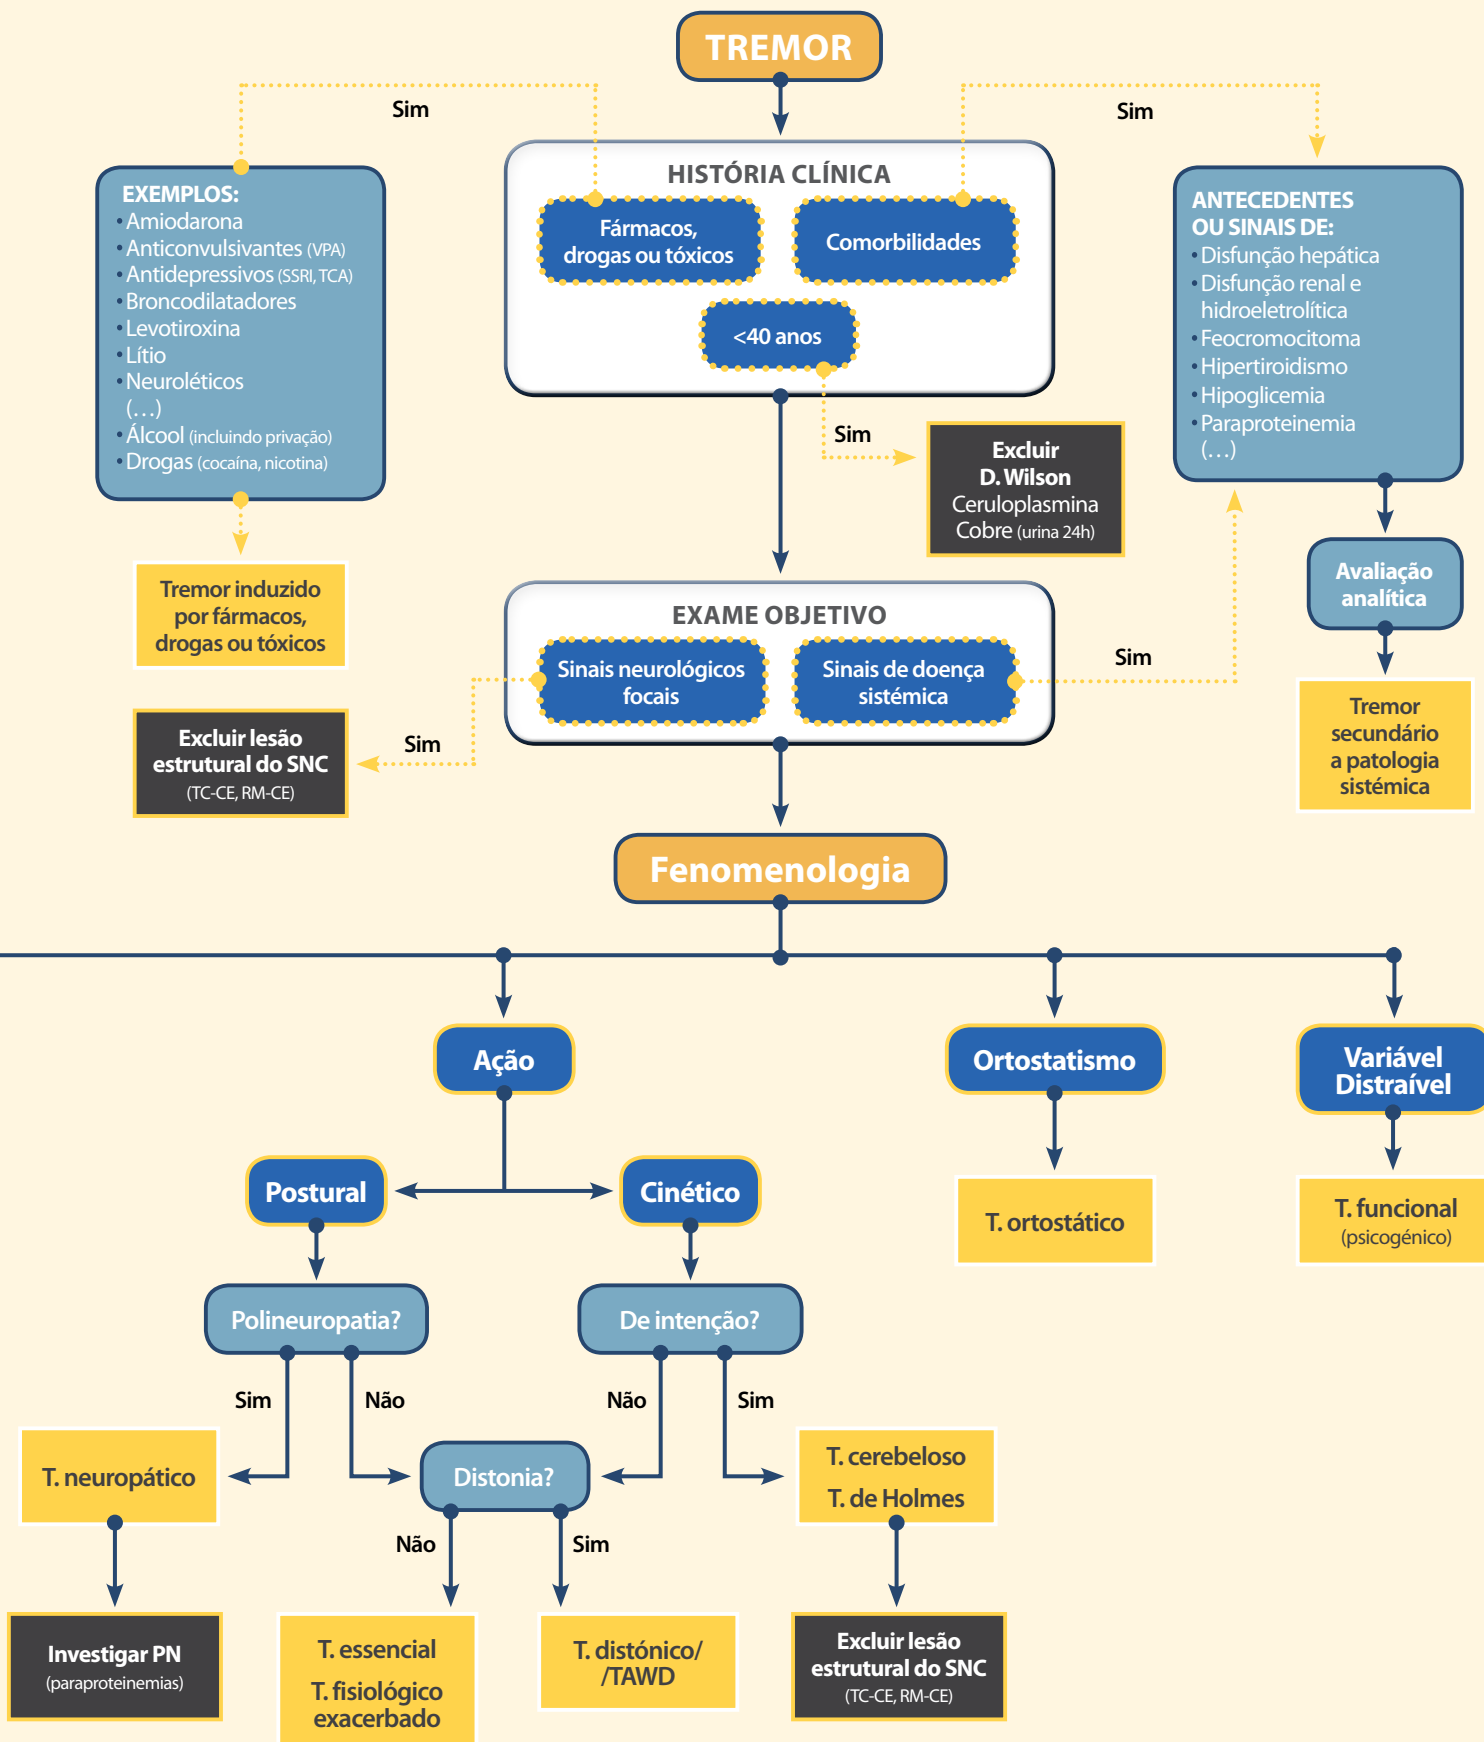 TREMOR
Sim
Sim
HISTÓRIA CLÍNICA
Fármacos,
drogas ou tóxicos
Comorbilidades
<40 anos
EXEMPLOS:
• Amiodarona
• Anticonvulsivantes (VPA)
• Antidepressivos (SSRI, TCA)
• Broncodilatadores
• Levotiroxina
• Lítio
• Neuroléticos
(…)
• Álcool (incluindo privação)
• Drogas (cocaína, nicotina)
ANTECEDENTES
OU SINAIS DE:
• Disfunção hepática
• Disfunção renal e
hidroeletrolítica
• Feocromocitoma
• Hipertiroidismo
• Hipoglicemia
• Paraproteinemia
(…)
Sim
Excluir
D. Wilson
Ceruloplasmina
Cobre (urina 24h)
Tremor induzido
por fármacos,
drogas ou tóxicos
Avaliação
analítica
EXAME OBJETIVO
Sinais neurológicos
focais
Sinais de doença
sistémica
Sim
Sim
Excluir lesão
estrutural do SNC
(TC-CE, RM-CE)
Tremor
secundário
a patologia
sistémica
Fenomenologia
Ação
Ortostatismo
Variável
Distraível
Postural
Cinético
T. ortostático
T. funcional
(psicogénico)
Polineuropatia?
De intenção?
Sim
Não
Não
Sim
T. neuropático
Distonia?
T. cerebeloso
T. de Holmes
Não
Sim
Investigar PN
(paraproteinemias)
T. essencial
T. fisiológico
exacerbado
T. distónico/
/TAWD
Excluir lesão
estrutural do SNC
(TC-CE, RM-CE)